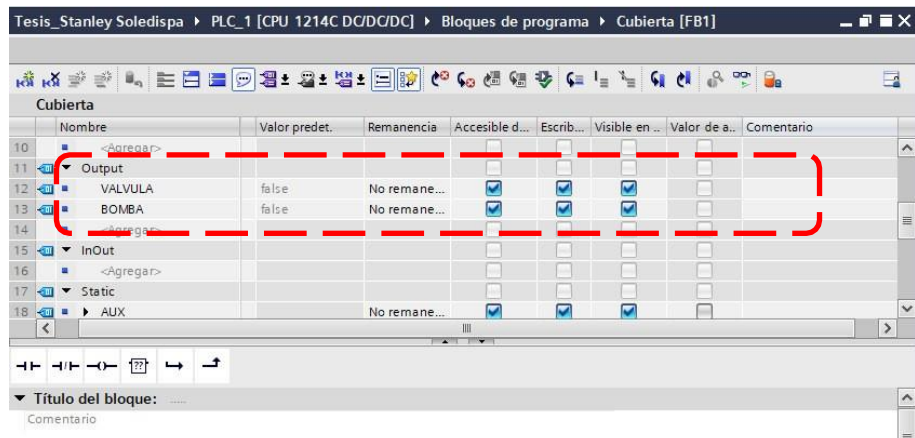 Tesis_Stanley Soledispa ▸ PLC_1 [CPU 1214C DC/DC/DC] ▸ Bloques de programa ▸ Cubierta [FB1]
Cubierta
Nombre Valor predet. Remanencia Accesible d... Escrib... Visible en .. Valor de a.. Comentario
10 <Agregar>
11 Output
12 VALVULA false No remane...
13 BOMBA false No remane...
14 <Agregar>
15 InOut
16 <Agregar>
17 Static
18 AUX No remane...
??
Título del bloque: .....
Comentario